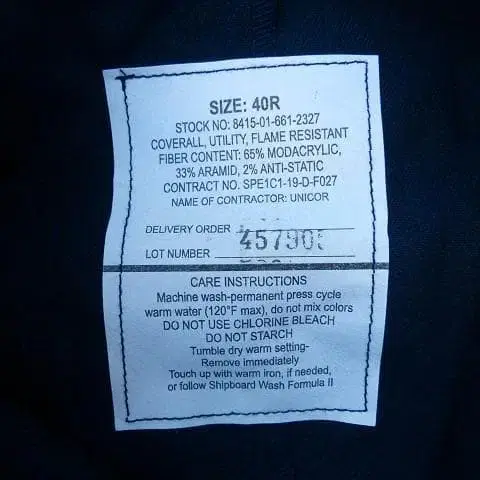 SIZE: 40R
STOCK NO: 8415-01-661-2327
COVERALL, UTILITY, FLAME RESISTANT
FIBER CONTENT: 65% MODACRYLIC,
33% ARAMID, 2% ANTI-STATIC
CONTRACT NO. SPE1C1-19-D-F027
NAME OF CONTRACTOR: UNICOR
DELIVERY ORDER
LOT NUMBER
CARE INSTRUCTIONS
Machine wash-permanent press cycle
warm water (120°F max), do not mix colors
DO NOT USE CHLORINE BLEACH
DO NOT STARCH
Tumble dry warm setting-
Remove immediately
Touch up with warm iron, if needed,
or follow Shipboard Wash Formula II